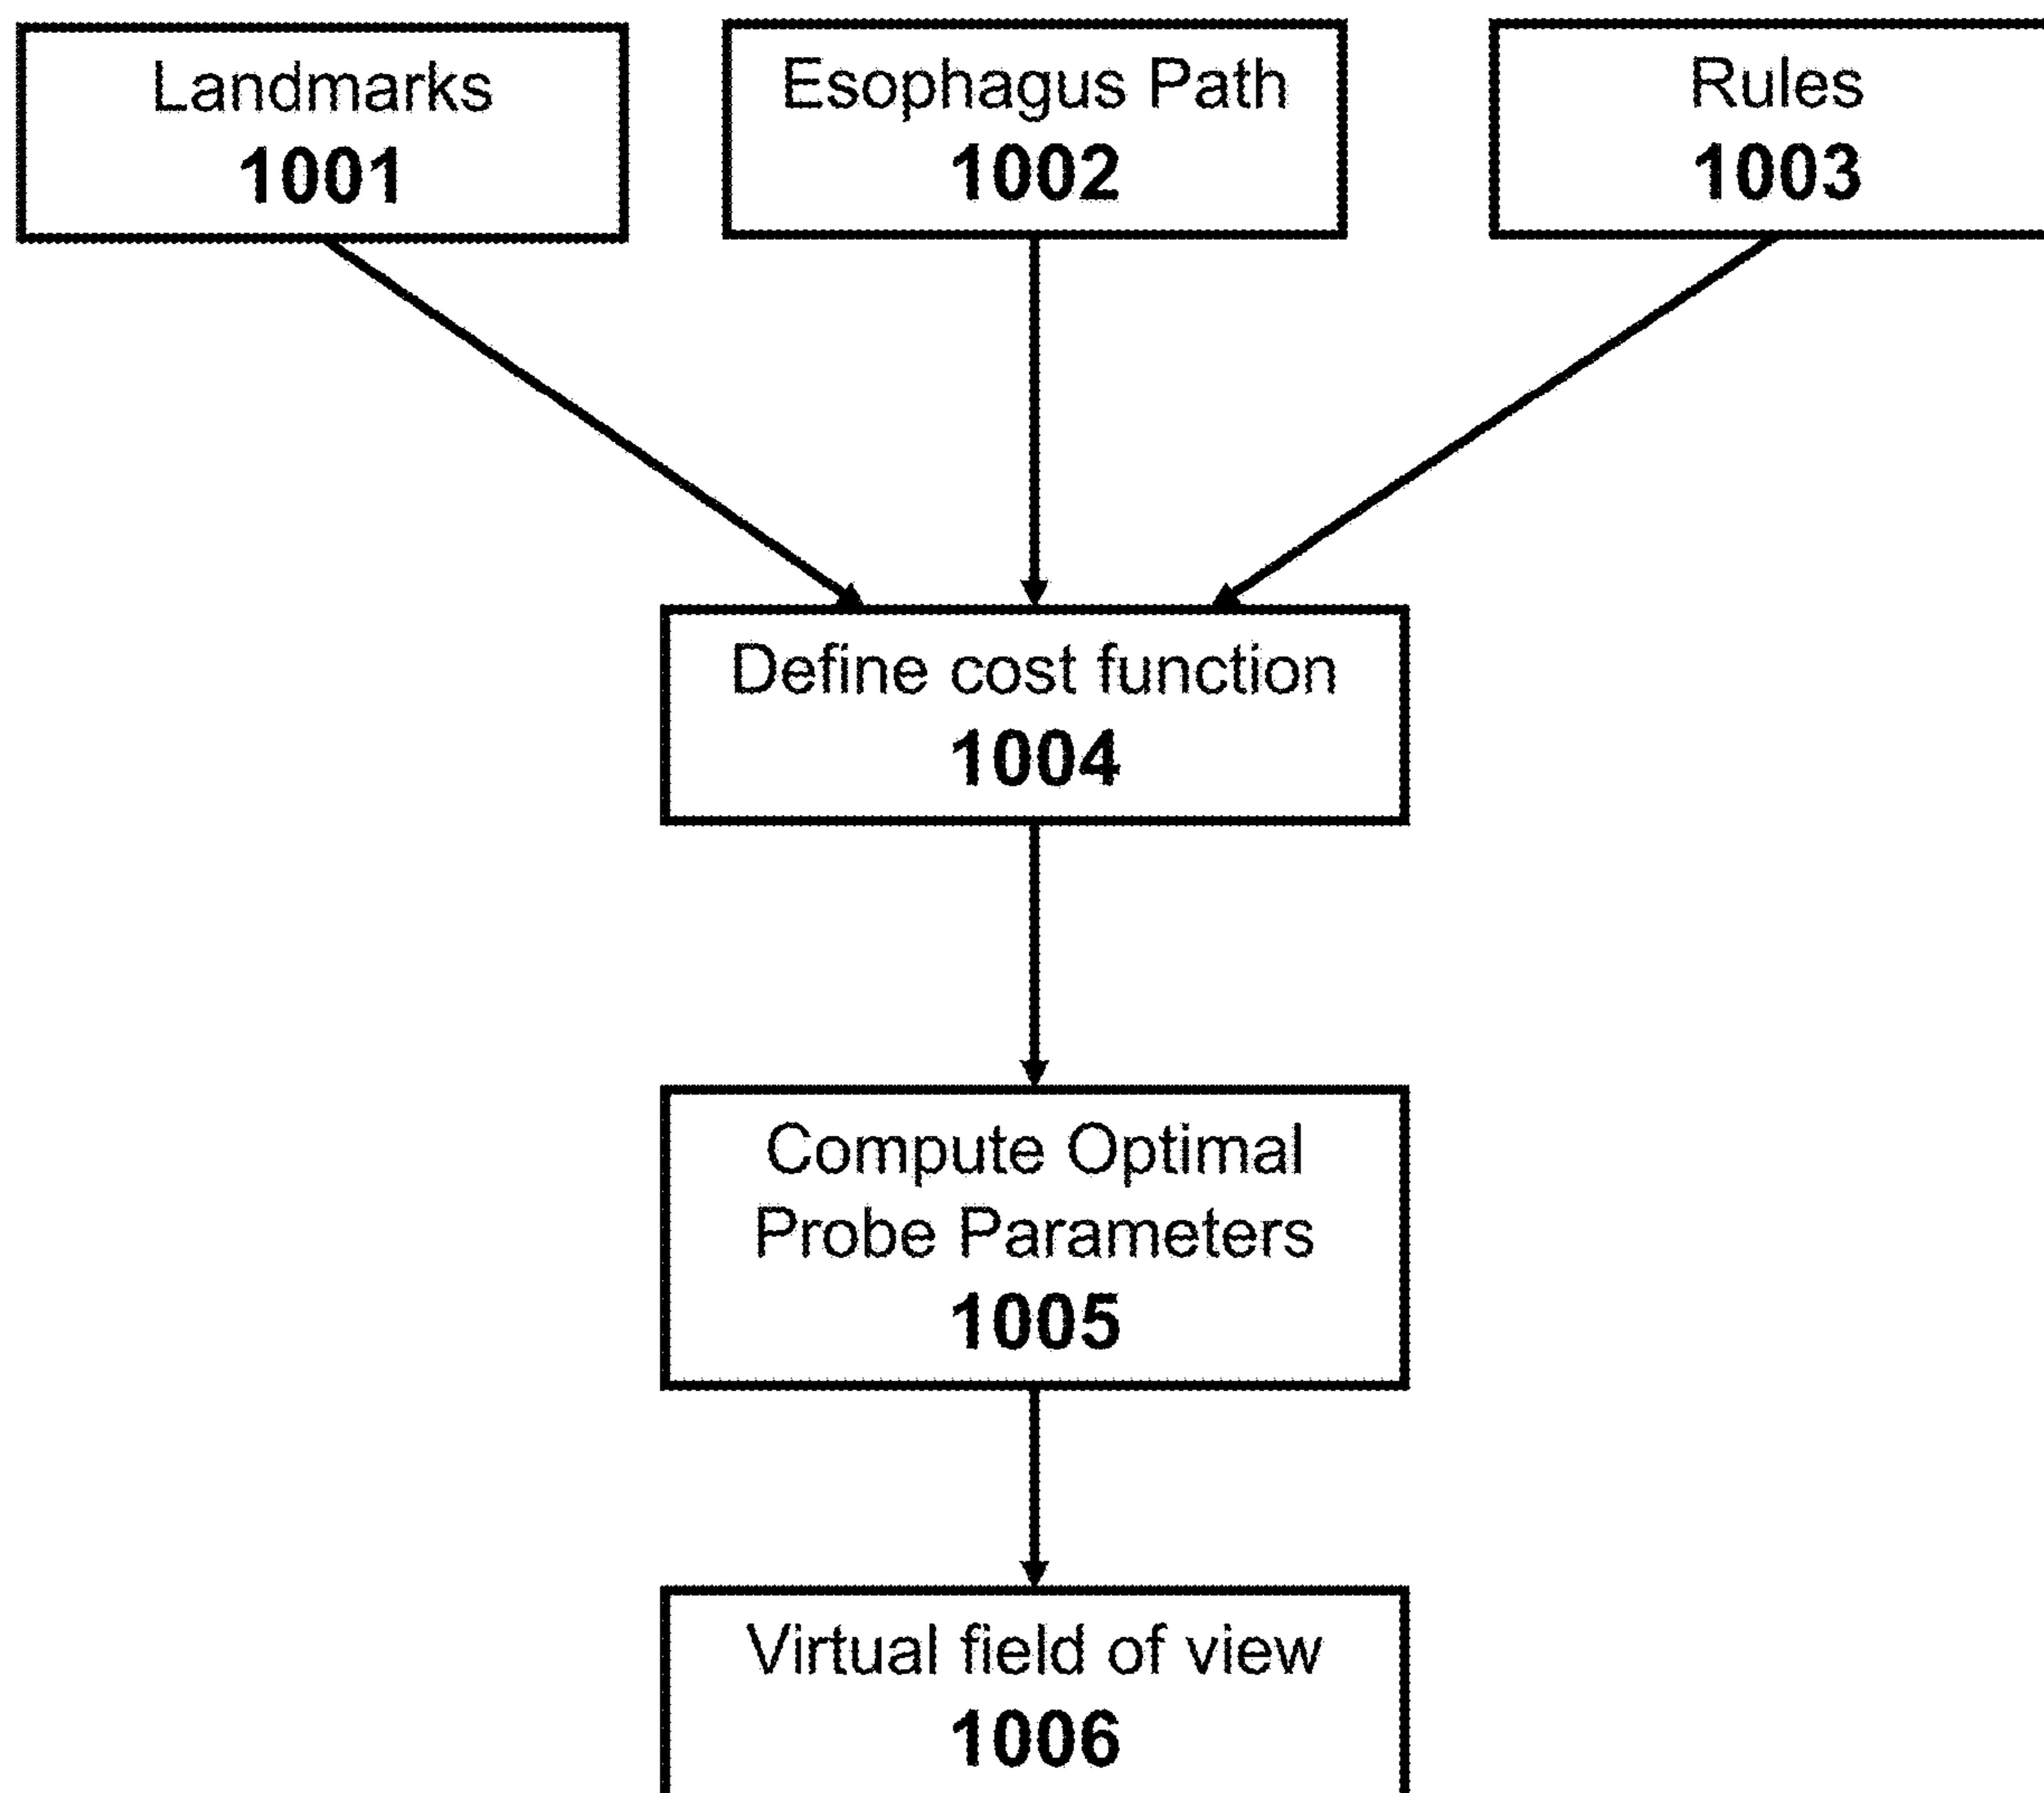 Landmarks
1001
Esophagus Path
1002
Rules
1003
Define cost function
1004
Compute Optimal
Probe Parameters
1005
Virtual field of view
1006